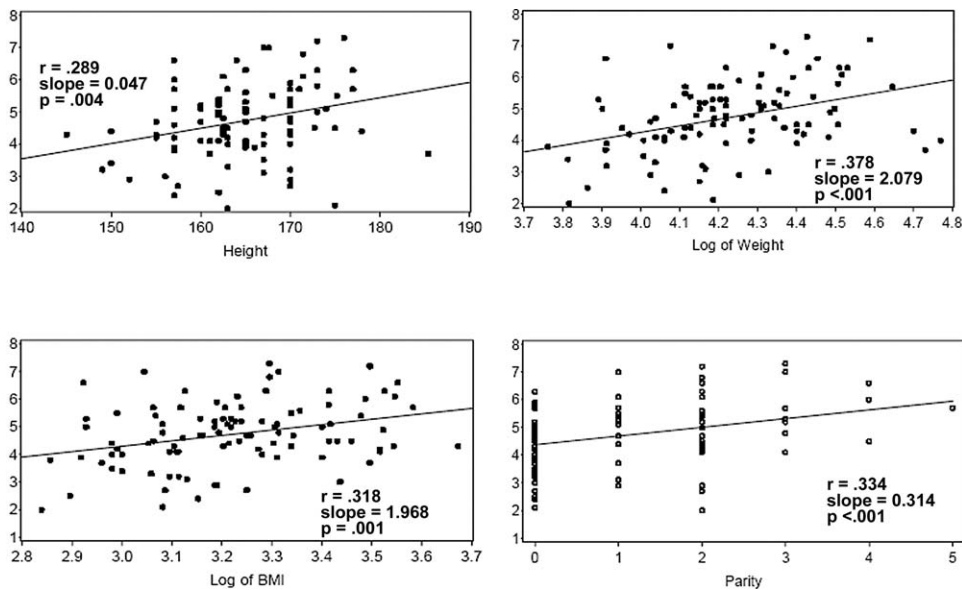 8
7
6
5
4
3
2
r = .289
slope = 0.047
p = .004
140 150 160 170 180 190
Height
8
7
6
5
4
3
2
r = .378
slope = 2.079
p <.001
3.7 3.8 3.9 4.0 4.1 4.2 4.3 4.4 4.5 4.6 4.7 4.8
Log of Weight
8
7
6
5
4
3
2
1
r = .318
slope = 1.968
p = .001
2.8 2.9 3.0 3.1 3.2 3.3 3.4 3.5 3.6 3.7
Log of BMI
8
7
6
5
4
3
2
1
r = .334
slope = 0.314
p <.001
0 1 2 3 4 5
Parity